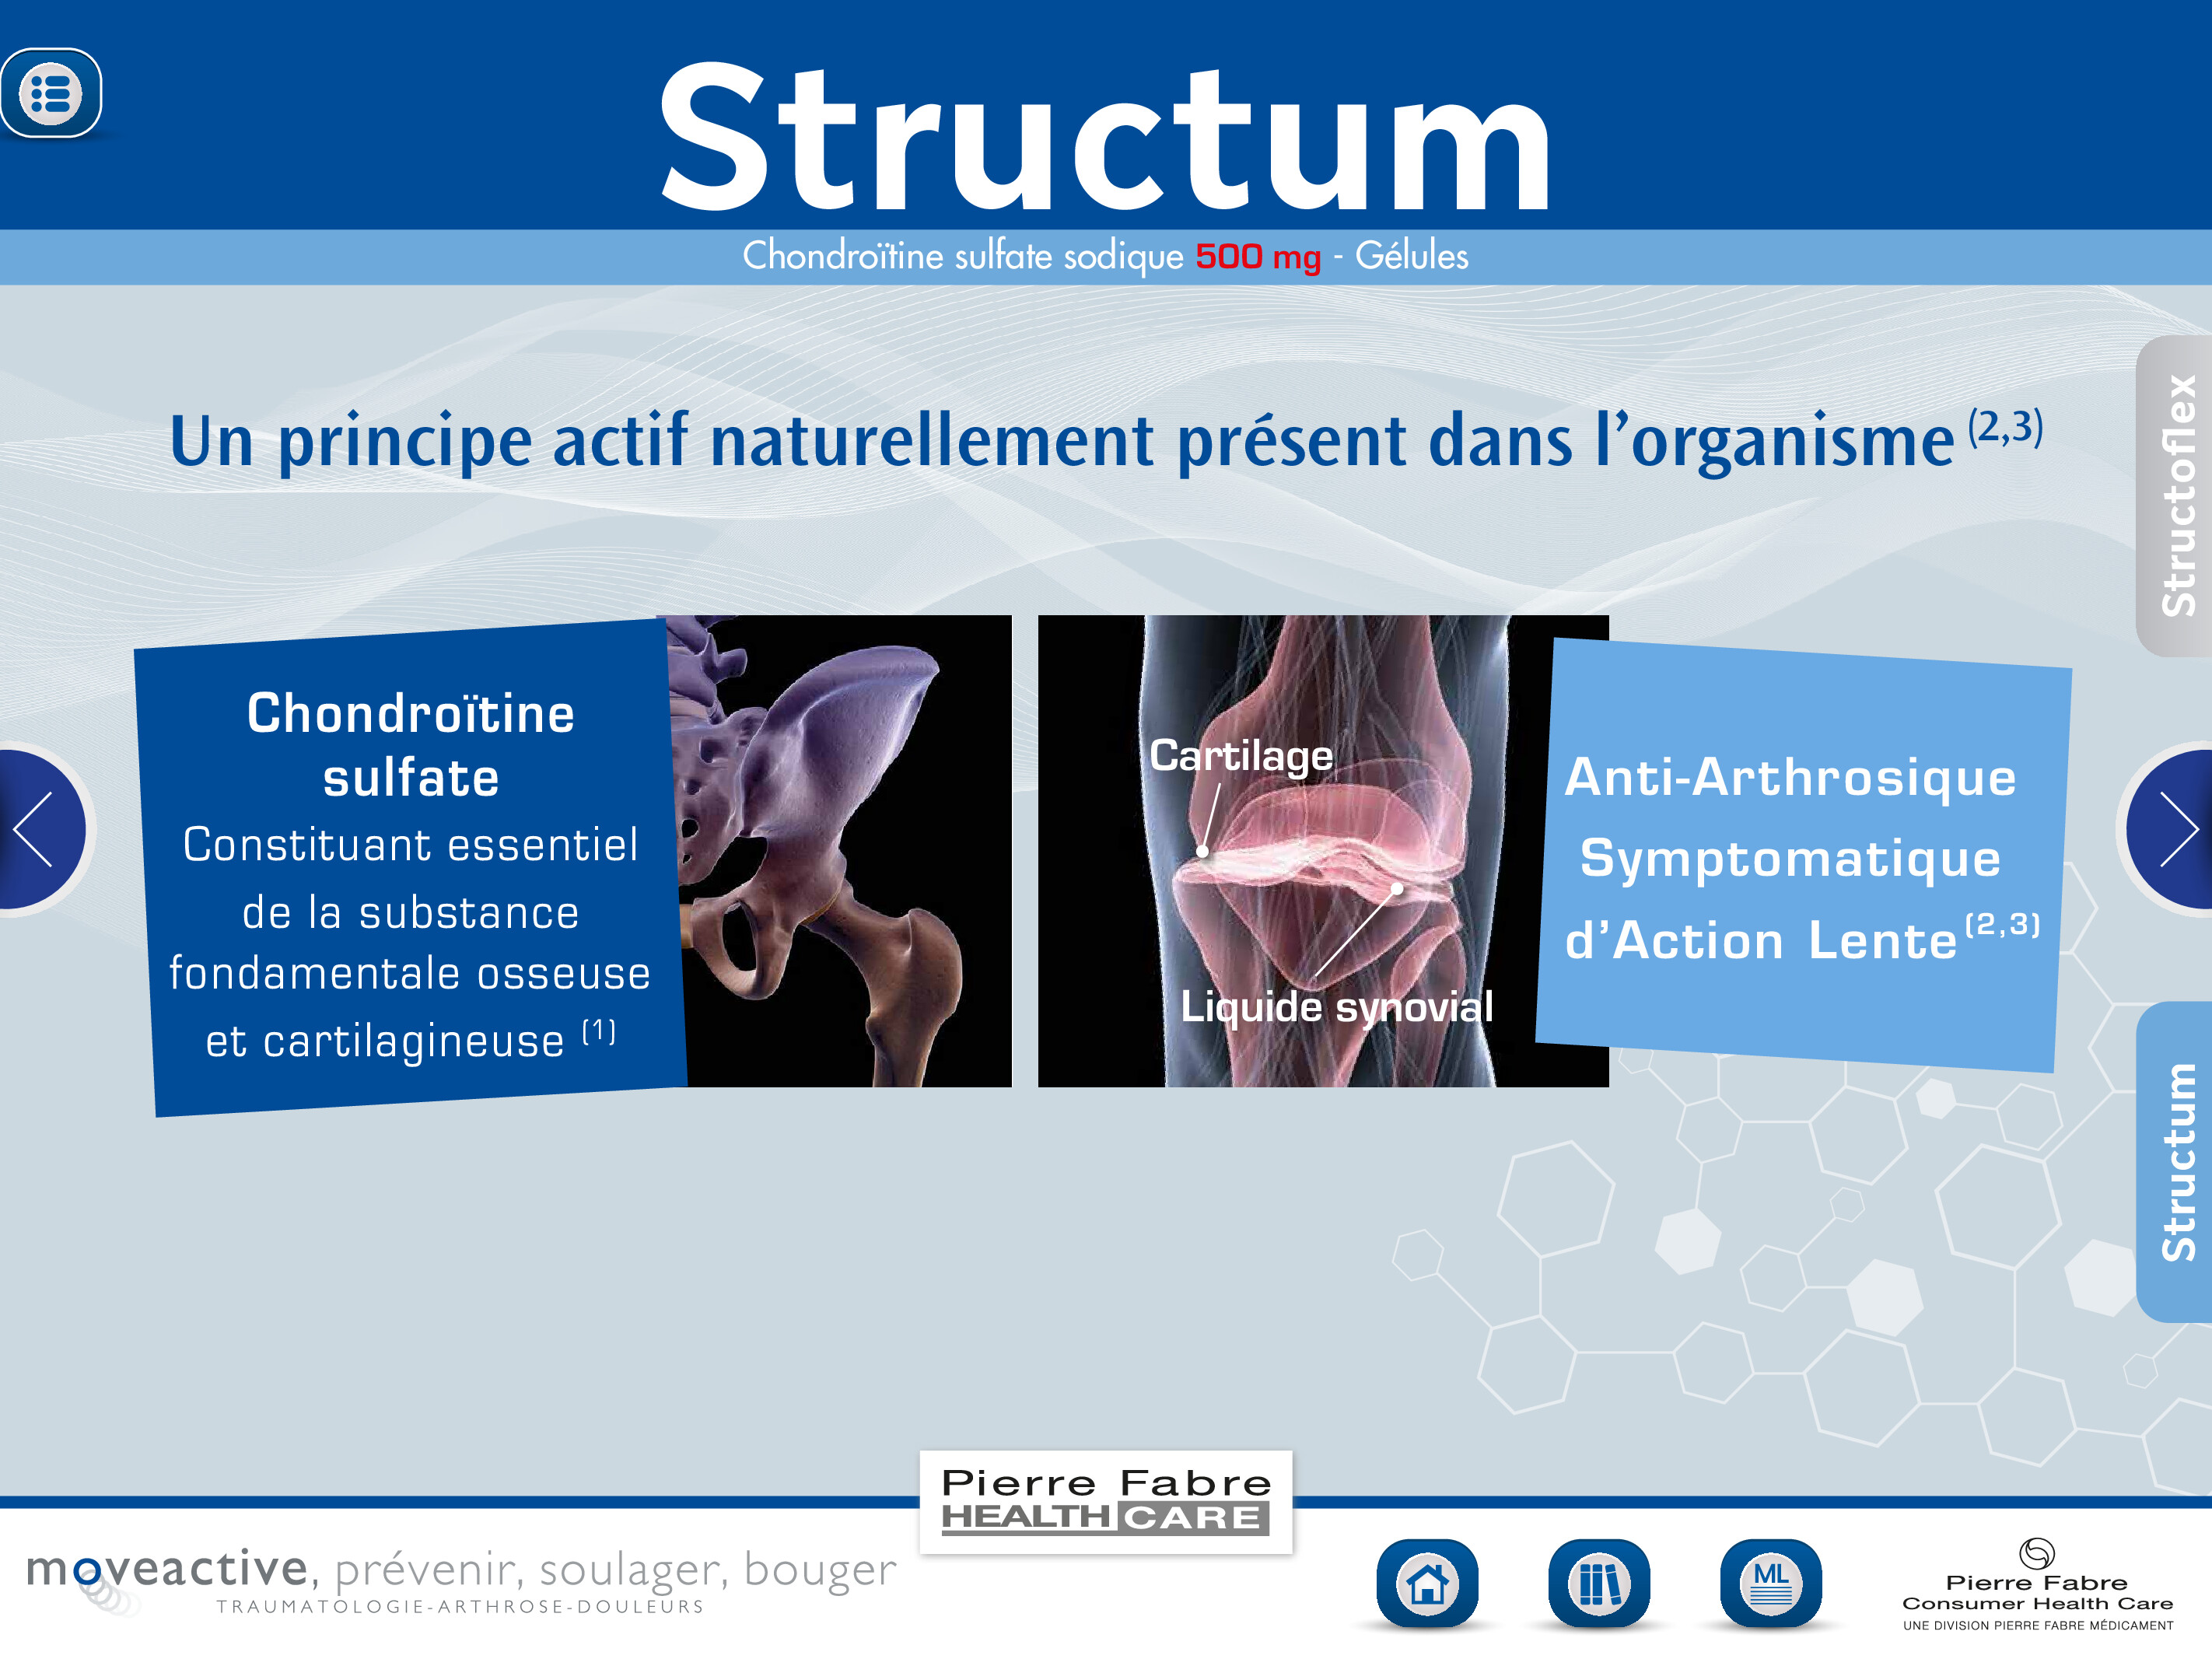 Structum
Chondroïtine sulfate sodique 500 mg - Gélules
Un principe actif naturellement présent dans l’organisme (2,3)
Structoflex
Chondroïtine
sulfate
Constituant essentiel
de la substance
fondamentale osseuse
et cartilagineuse (1)
Cartilage
Liquide synovial
Anti-Arthrosique
Symptomatique
d’Action Lente (2,3)
Structum
Pierre Fabre
HEALTH CARE
moveactive, prévenir, soulager, bouger
TRAUMATOLOGIE-ARTHROSE-DOULEURS
ML
Pierre Fabre
Consumer Health Care
UNE DIVISION PIERRE FABRE MÉDICAMENT